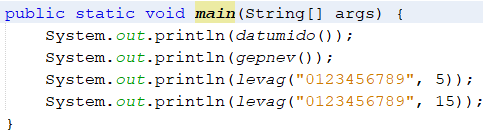 public static void main(String[] args) {
    System.out.println(datumido());
    System.out.println(gepnev());
    System.out.println(levag("0123456789", 5));
    System.out.println(levag("0123456789", 15));
}